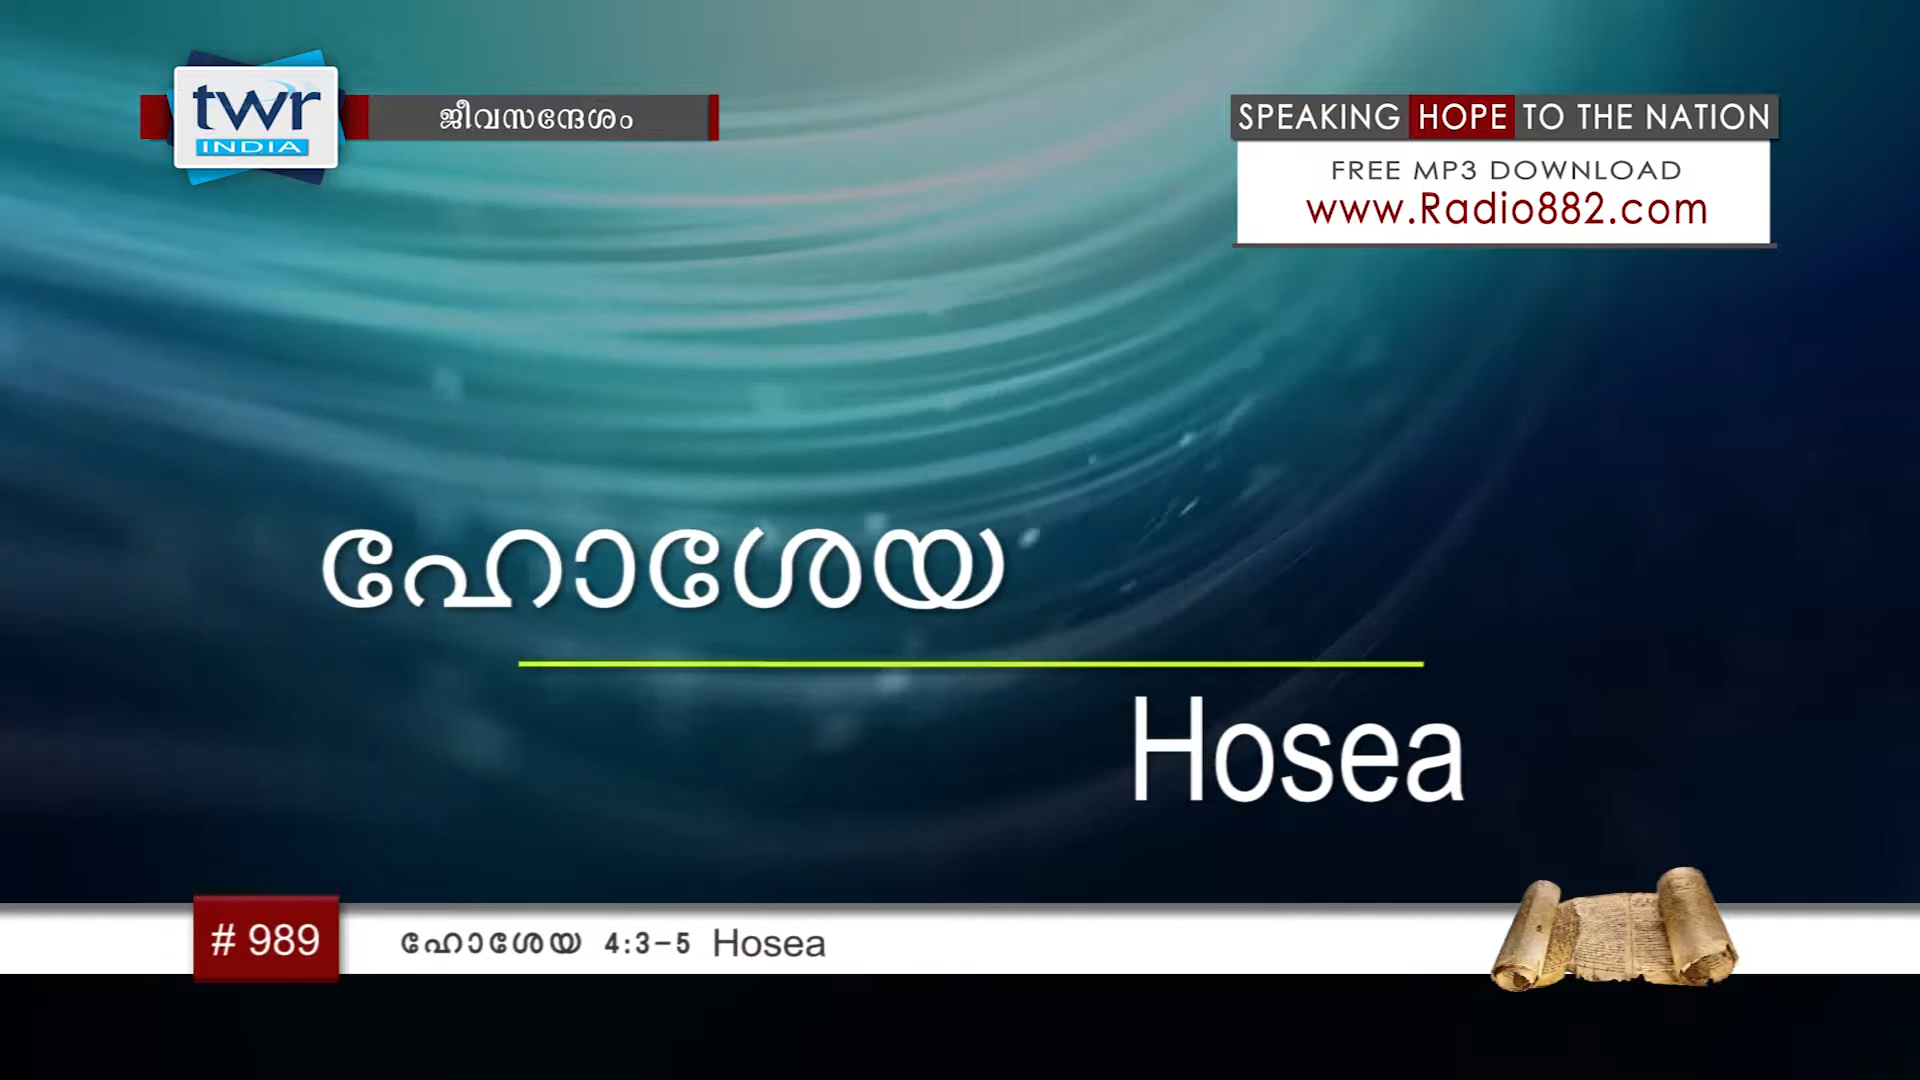 twr
INDIA
ജീവസന്ദേശം
SPEAKING HOPE TO THE NATION
FREE MP3 DOWNLOAD
www.Radio882.com
ഹോശേയ
Hosea
# 989
ഹോശേയ 4:3-5 Hosea